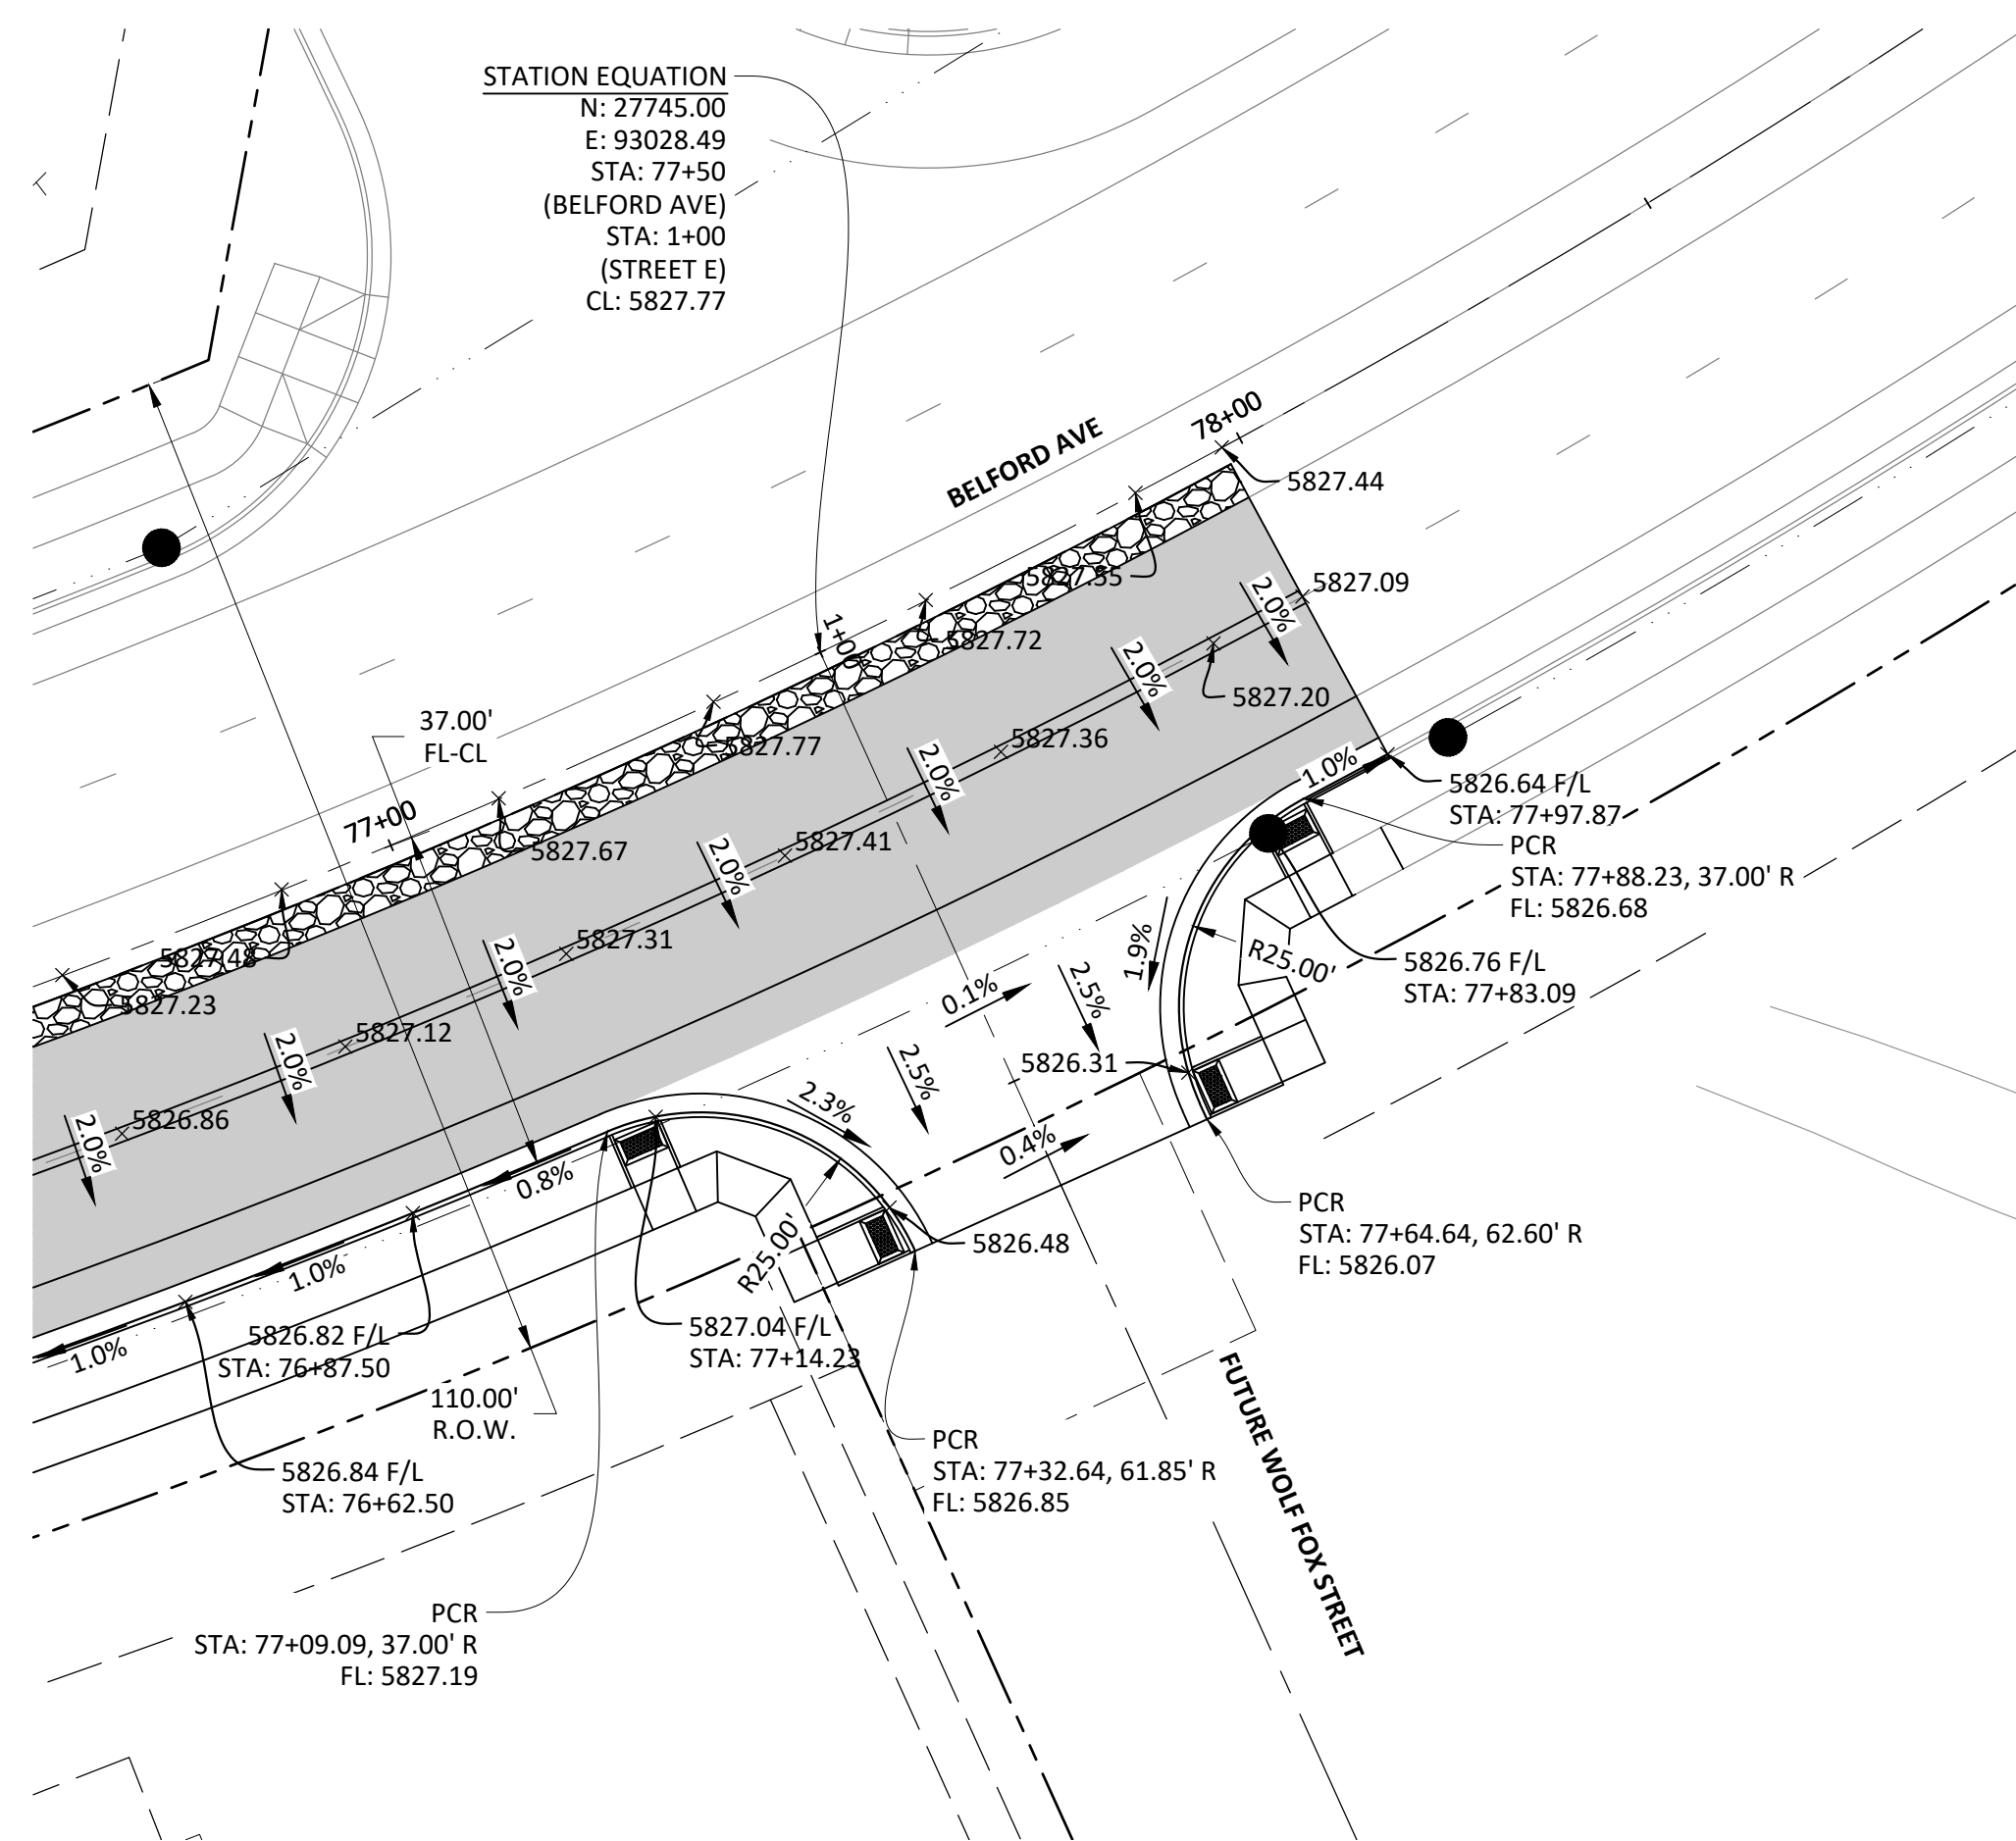 STATION EQUATION
N: 27745.00
E: 93028.49
STA: 77+50
(BELFORD AVE)
STA: 1+00
(STREET E)
CL: 5827.77
BELFORD AVE
78+00
5827.44
5827.55
5827.09
2.0%
5827.72
1+00
2.0%
5827.20
37.00'
FL-CL
5827.77
5827.36
2.0%
1.0%
5826.64 F/L
STA: 77+97.87
77+00
5827.67
5827.41
2.0%
PCR
STA: 77+88.23, 37.00' R
FL: 5826.68
5827.48
5827.31
2.0%
1.9%
R25.00'
5826.76 F/L
STA: 77+83.09
5827.23
5827.12
2.0%
0.1%
2.5%
2.5%
5826.31
5826.86
2.0%
2.3%
0.4%
0.8%
R25.00'
5826.48
PCR
STA: 77+64.64, 62.60' R
FL: 5826.07
1.0%
1.0%
5826.82 F/L
STA: 76+87.50
5827.04 F/L
STA: 77+14.23
110.00'
R.O.W.
5826.84 F/L
STA: 76+62.50
PCR
STA: 77+32.64, 61.85' R
FL: 5826.85
FUTURE WOLF FOX STREET
PCR
STA: 77+09.09, 37.00' R
FL: 5827.19